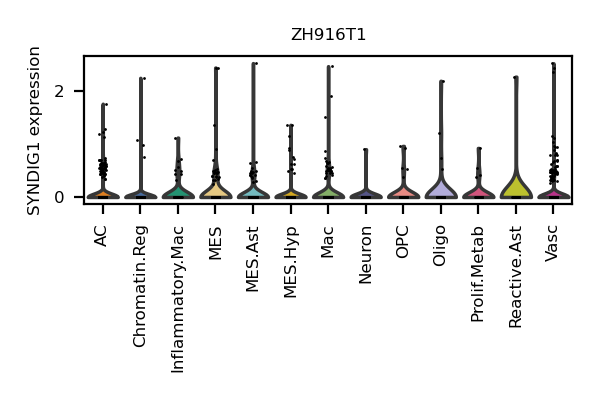 ZH916T1
SYNDIG1 expression
2
0
AC
Chromatin.Reg
Inflammatory.Mac
MES
MES.Ast
MES.Hyp
Mac
Neuron
OPC
Oligo
Prolif.Metab
Reactive.Ast
Vasc